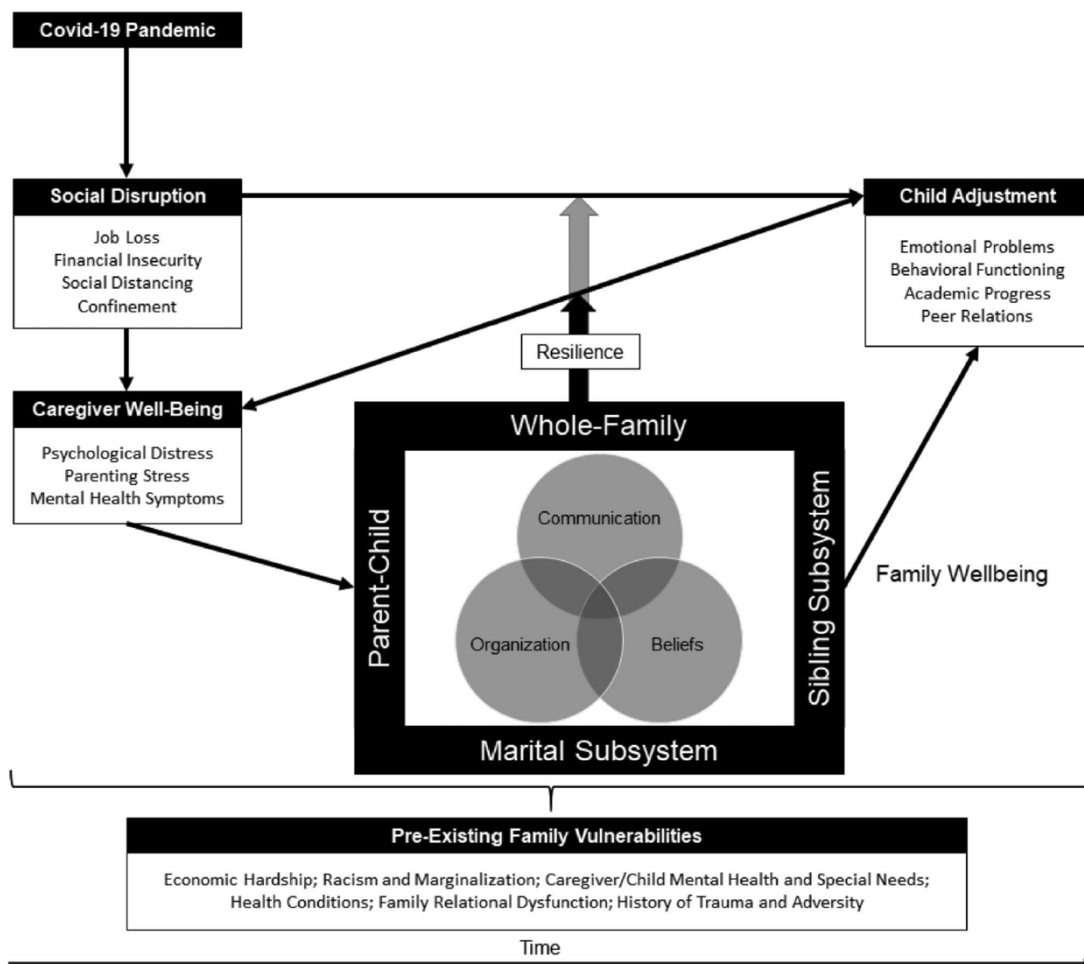 Covid-19 Pandemic
Social Disruption
Job Loss
Financial Insecurity
Social Distancing
Confinement
Child Adjustment
Emotional Problems
Behavioral Functioning
Academic Progress
Peer Relations
Resilience
Caregiver Well-Being
Psychological Distress
Parenting Stress
Mental Health Symptoms
Whole-Family
Parent-Child
Communication
Organization
Beliefs
Sibling Subsystem
Marital Subsystem
Family Wellbeing
Pre-Existing Family Vulnerabilities
Economic Hardship; Racism and Marginalization; Caregiver/Child Mental Health and Special Needs;
Health Conditions; Family Relational Dysfunction; History of Trauma and Adversity
Time